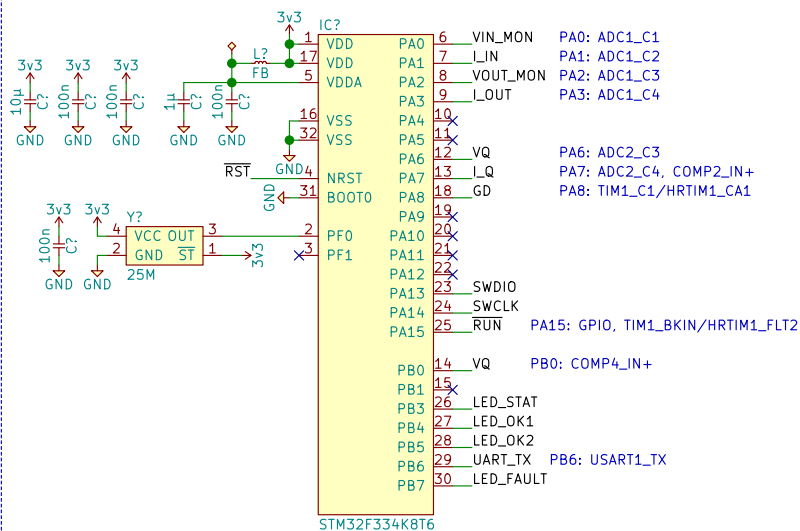 3v3
IC?
1 VDD PA0 6 VIN_MON PA0: ADC1_C1
L?
FB
17 VDD PA1 7 I_IN PA1: ADC1_C2
3v3 3v3 3v3
5 VDDA PA2 8 VOUT_MON PA2: ADC1_C3
PA3 9 I_OUT PA3: ADC1_C4
10µ C? 100n C? 100n C? 1µ C? 100n C?
GND GND GND GND GND
16 VSS PA4 10
32 VSS PA5 11
PA6 12 VQ PA6: ADC2_C3
GND
RST 4 NRST PA7 13 I_Q PA7: ADC2_C4, COMP2_IN+
GND 31 BOOT0 PA8 18 GD PA8: TIM1_C1/HRTIM1_CA1
3v3 3v3 Y?
PA9 19
4 VCC OUT 3 2 PF0 PA10 20
100n C?
2 GND ST 1 3v3 3 PF1 PA11 21
25M
GND GND
PA12 22
PA13 23 SWDIO
PA14 24 SWCLK
PA15 25 RUN PA15: GPIO, TIM1_BKIN/HRTIM1_FLT2
PB0 14 VQ PB0: COMP4_IN+
PB1 15
PB3 26 LED_STAT
PB4 27 LED_OK1
PB5 28 LED_OK2
PB6 29 UART_TX PB6: USART1_TX
PB7 30 LED_FAULT
STM32F334K8T6